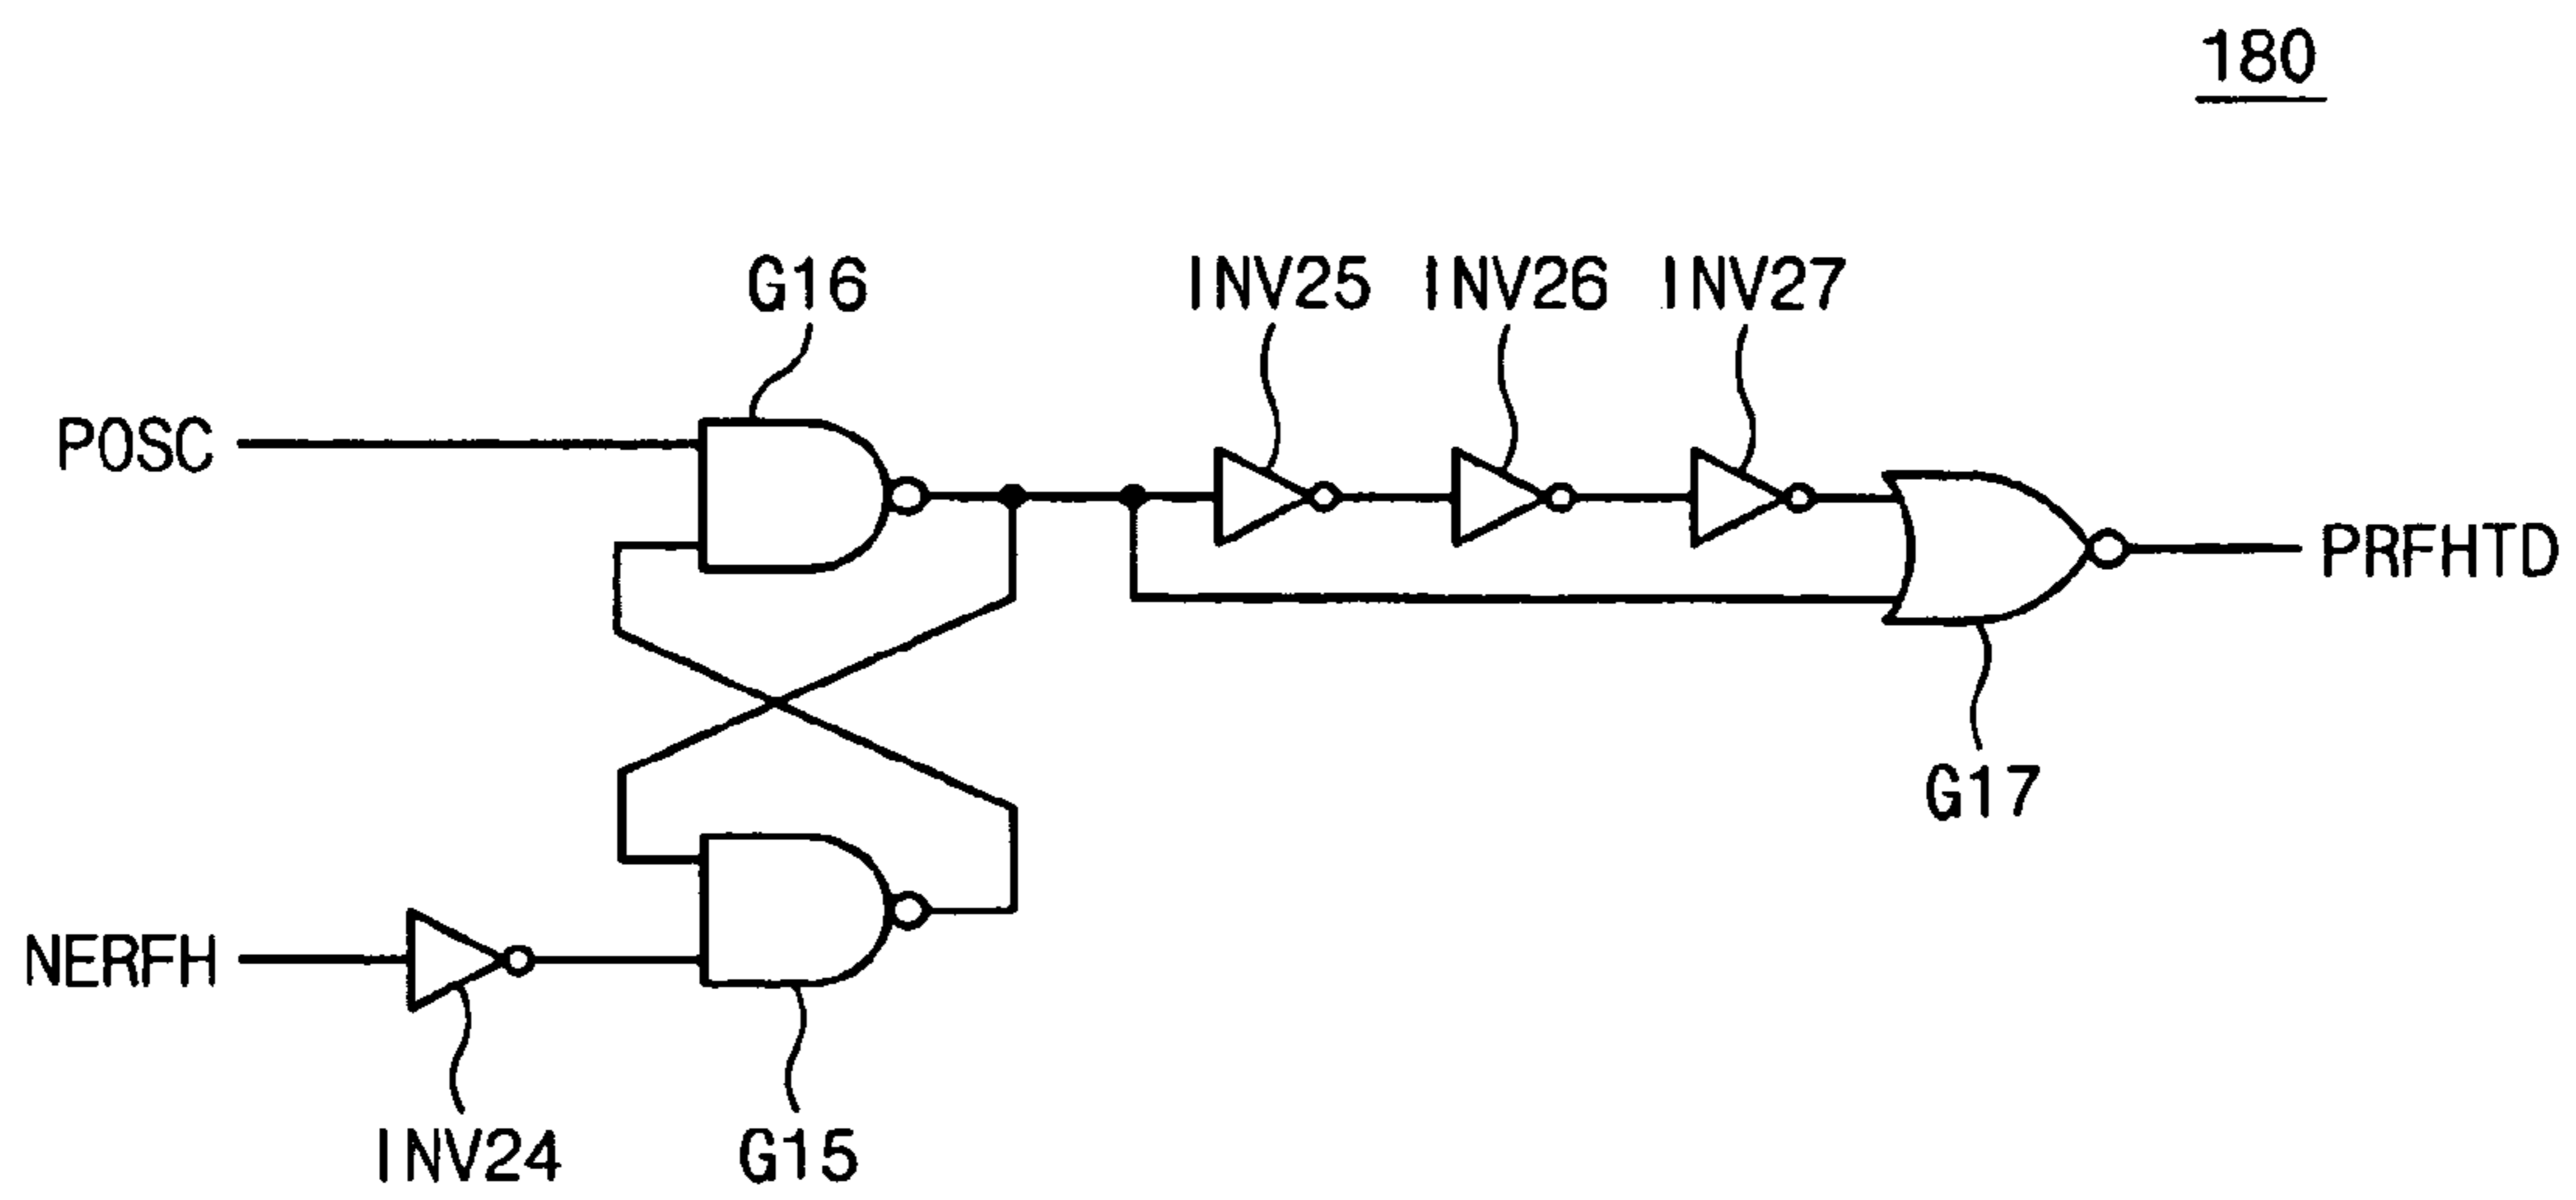 180
G16
INV25 INV26 INV27
POSC
PRFHTD
G17
NERFH
INV24
G15